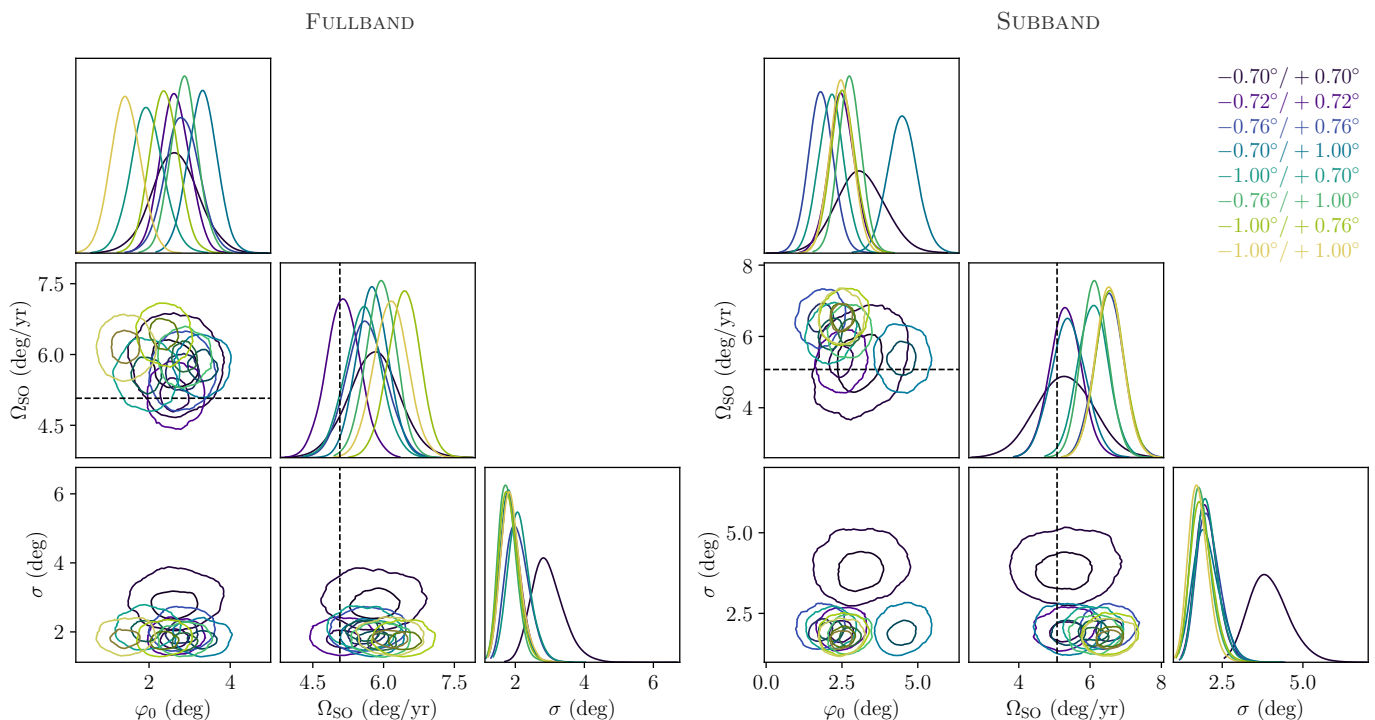 FULLBAND
SUBBAND
−0.70°/ + 0.70°
−0.72°/ + 0.72°
−0.76°/ + 0.76°
−0.70°/ + 1.00°
−1.00°/ + 0.70°
−0.76°/ + 1.00°
−1.00°/ + 0.76°
−1.00°/ + 1.00°
Ω_SO (deg/yr)
7.5
6.0
4.5
Ω_SO (deg/yr)
8
6
4
σ (deg)
6
4
2
σ (deg)
5.0
2.5
2 4
4.5 6.0 7.5
2 4 6
0.0 2.5 5.0
4 6 8
2.5 5.0
φ₀ (deg)
Ω_SO (deg/yr)
σ (deg)
φ₀ (deg)
Ω_SO (deg/yr)
σ (deg)